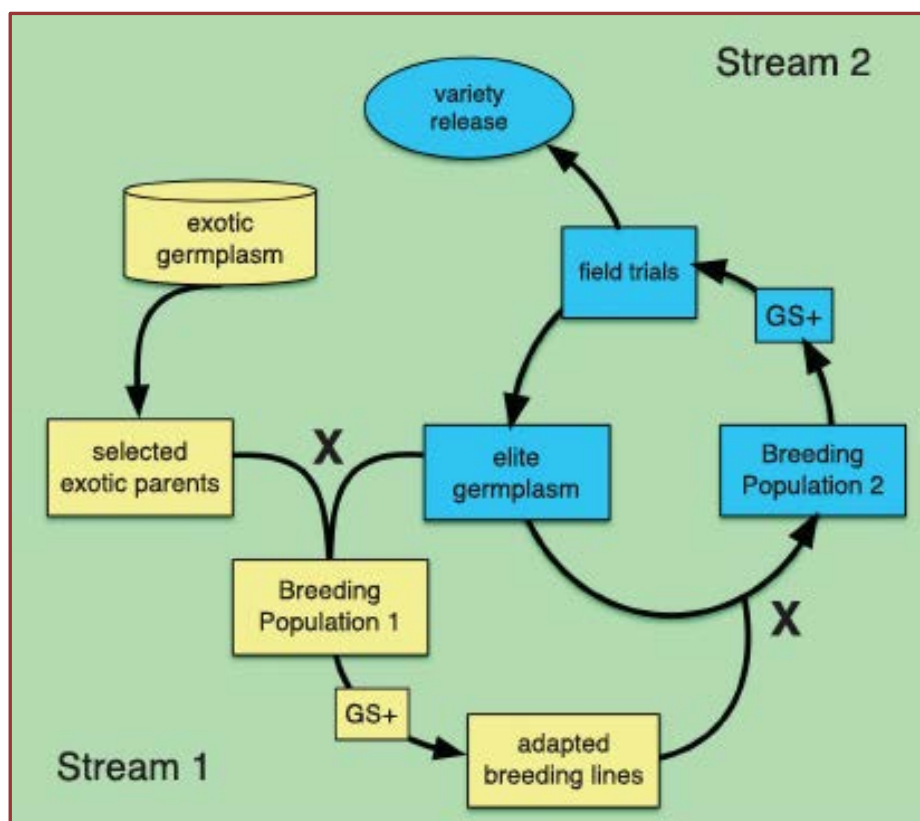 Stream 2
variety
release
exotic
germplasm
field trials
GS+
selected
exotic parents
X
elite
germplasm
Breeding
Population 2
Breeding
Population 1
X
GS+
adapted
breeding lines
Stream 1